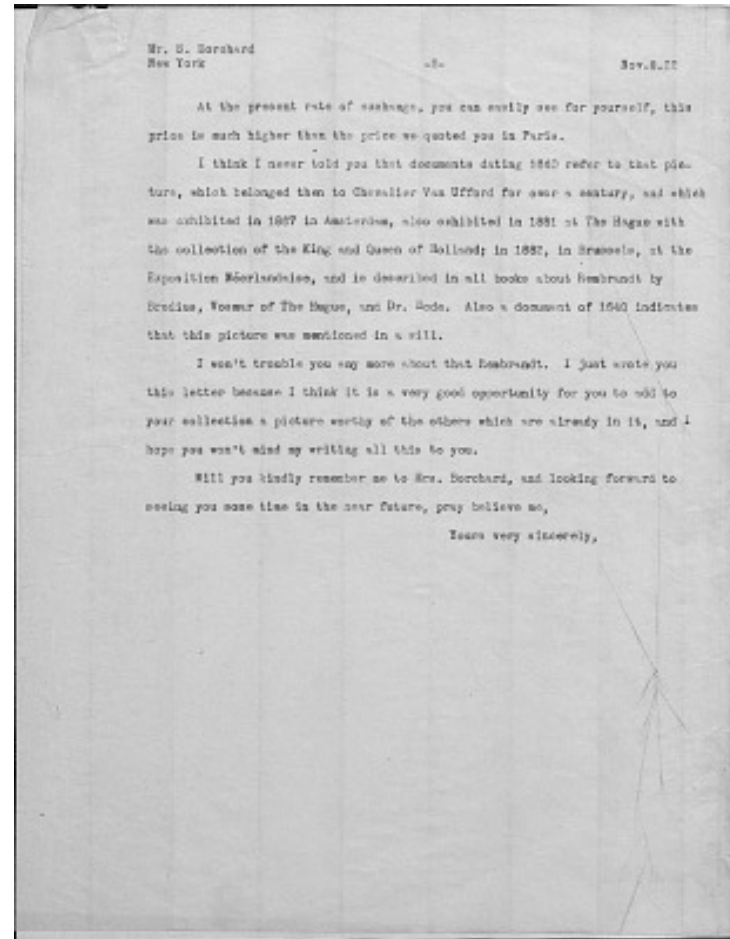 Mr. S. Borchard
New York -2- Nov.8.22
At the present rate of exchange, you can easily see for yourself, this
price is much higher than the price we quoted you in Paris.
I think I never told you that documents dating 1640 refer to that pic-
ture, which belonged then to Chevalier Van Ufford for over a century, and which
was exhibited in 1867 in Amsterdam, also exhibited in 1881 at The Hague with
the collection of the King and Queen of Holland; in 1882, in Brussels, at the
Exposition Néerlandaise, and is described in all books about Rembrandt by
Bredius, Vosmar of The Hague, and Dr. Bode. Also a document of 1640 indicates
that this picture was mentioned in a will.
I won't trouble you any more about that Rembrandt. I just wrote you
this letter because I think it is a very good opportunity for you to add to
your collection a picture worthy of the others which are already in it, and I
hope you won't mind my writing all this to you.
Will you kindly remember me to Mrs. Borchard, and looking forward to
seeing you some time in the near future, pray believe me,
Yours very sincerely,